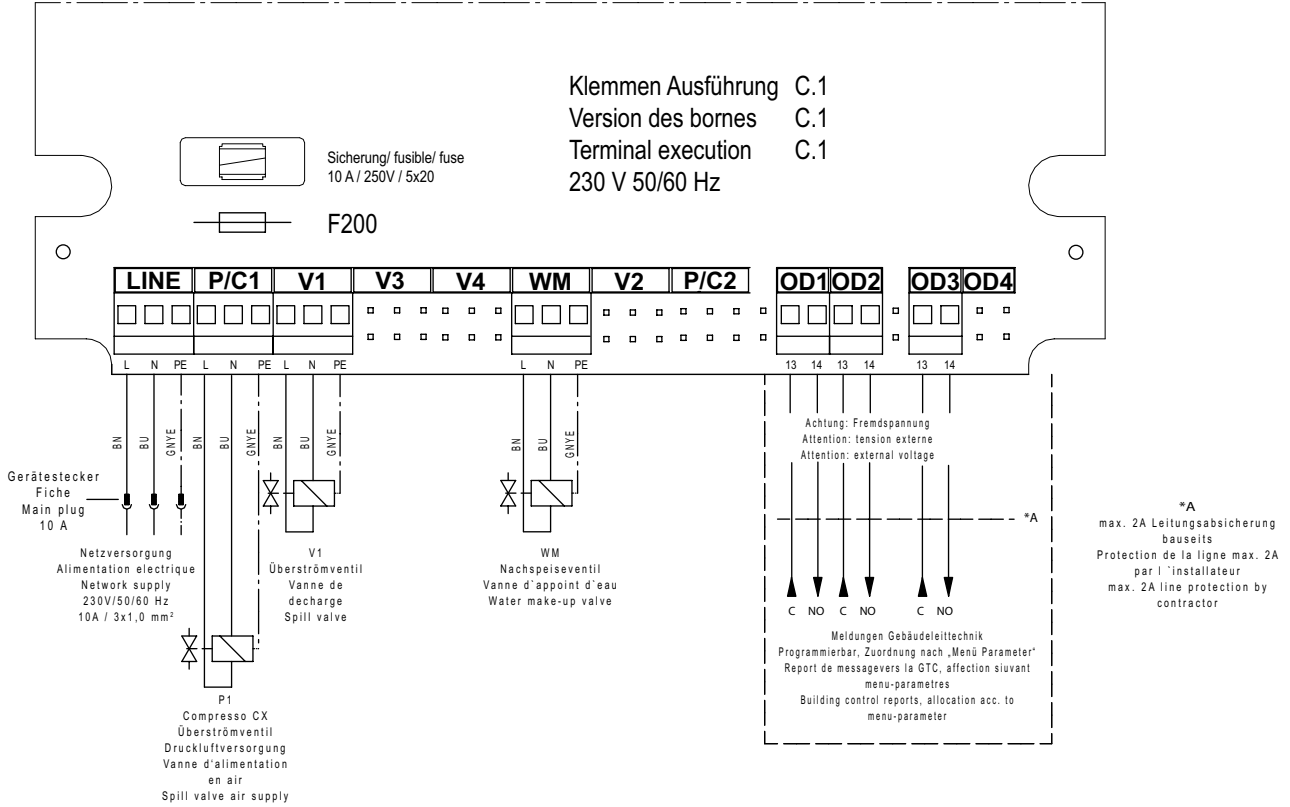 Klemmen Ausführung C.1
Version des bornes C.1
Terminal execution C.1
230 V 50/60 Hz
Sicherung/ fusible/ fuse
10 A / 250V / 5x20
F200
LINE P/C1 V1 V3 V4 WM V2 P/C2 OD1 OD2 OD3 OD4
L N PE L N PE L N PE L N PE 13 14 13 14 13 14
BN BU GNYE BN BU GNYE BN BU GNYE BN BU GNYE
Achtung: Fremdspannung
Attention: tension externe
Attention: external voltage
Gerätestecker
Fiche
Main plug
10 A
Netzversorgung
Alimentation electrique
Network supply
230V/50/60 Hz
10A / 3x1,0 mm²
V1
Überströmventil
Vanne de
decharge
Spill valve
WM
Nachspeiseventil
Vanne d`appoint d`eau
Water make-up valve
*A
C NO C NO C NO
Meldungen Gebäudeleittechnik
Programmierbar, Zuordnung nach „Menü Parameter“
Report de messagevers la GTC, affection siuvant
menu-parametres
Building control reports, allocation acc. to
menu-parameter
*A
max. 2A Leitungsabsicherung
bauseits
Protection de la ligne max. 2A
par l `installateur
max. 2A line protection by
contractor
P1
Compresso CX
Überströmventil
Druckluftversorgung
Vanne d‘alimentation
en air
Spill valve air supply